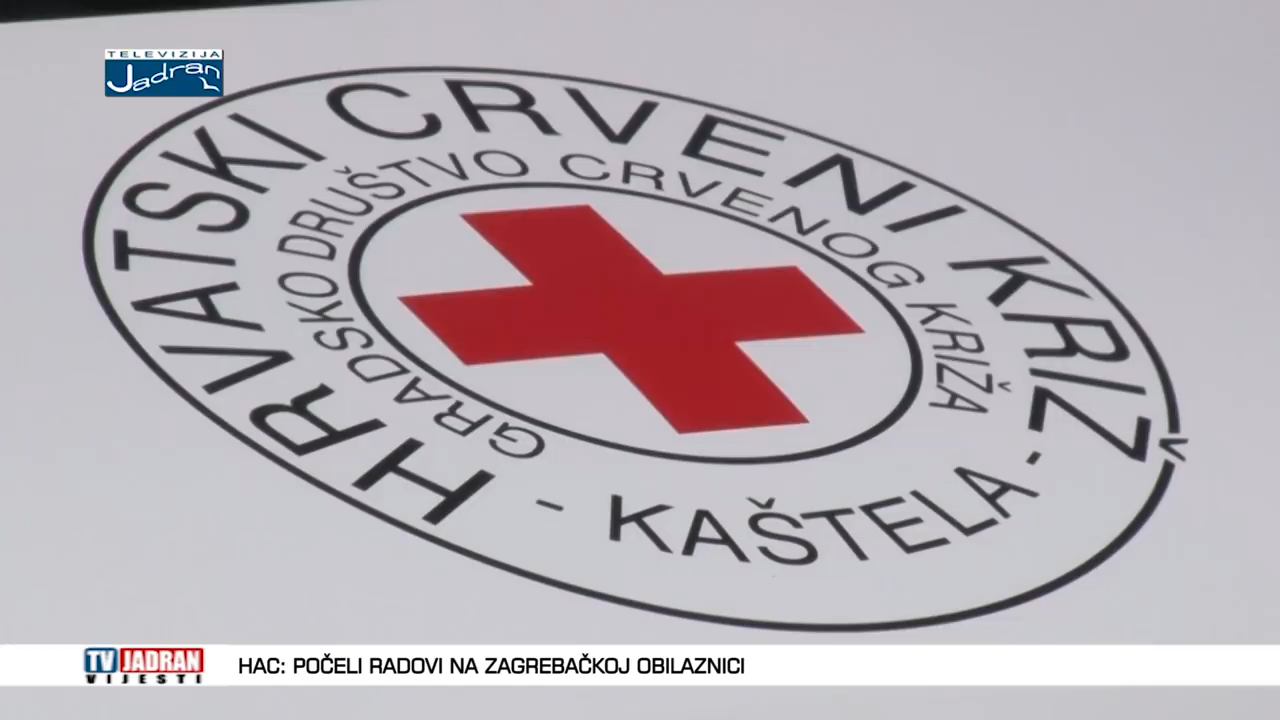 TELEVIZIJA
Jadran
HRVATSKI CRVENI KRIŽ
GRADSKO DRUŠTVO CRVENOG KRIŽA
- KAŠTELA -
TV JADRAN
VIJESTI
HAC: POČELI RADOVI NA ZAGREBAČKOJ OBILAZNICI